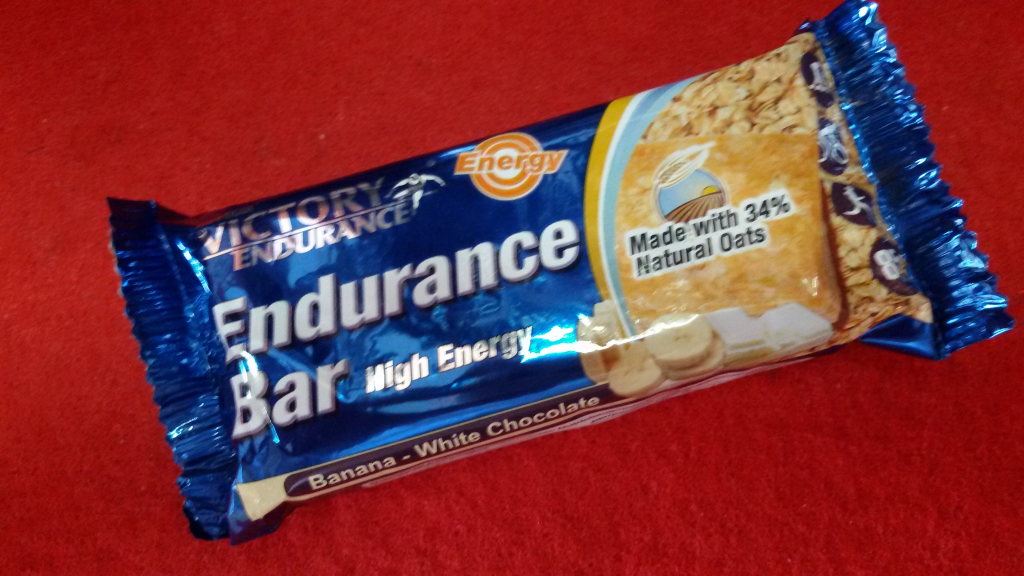 VICTORY
ENDURANCE
Energy
Endurance
Bar High Energy
Made with 34%
Natural Oats
Banana - White Chocolate